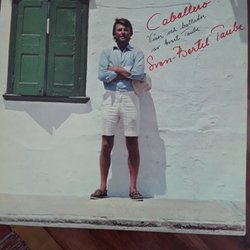 Caballero
Visor och ballader
av Evert Taube
Sven-Bertil Taube